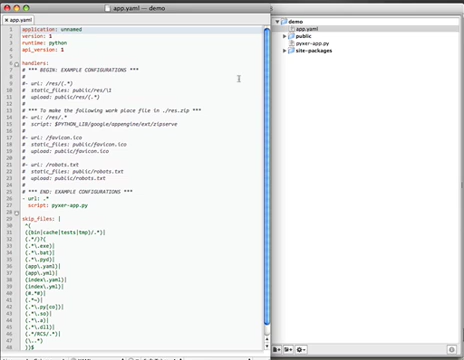 app.yaml — demo
app.yaml
application: unnamed
version: 1
runtime: python
api_version: 1
handlers:
# *** BEGIN: EXAMPLE CONFIGURATIONS ***
#
#- uri: /res/(.*)
#  static_files: public/res/\1
#  upload: public/res/(.*)
#
# *** To make the following work place file in ./res.zip ***
#- uri: /res/.*
#  script: $PYTHON_LIB/google/appengine/ext/zipserve
#
#- uri: /favicon.ico
#  static_files: public/favicon.ico
#  upload: public/favicon.ico
#
#- uri: /robots.txt
#  static_files: public/robots.txt
#  upload: public/robots.txt
#
# *** END: EXAMPLE CONFIGURATIONS ***
- url: .*
  script: pyxer-app.py
skip_files: |
^(
((bin|cache|tests|tmp)/.*)|
(.*/)?(
(.*\.exe)|
(.*\.bat)|
(.*\.pyd)|
(app\.yaml)|
(app\.yml)|
(index\.yaml)|
(index\.yml)|
(#.*#)|
(.*~)|
(.*\.py[co])|
(.*\.so)|
(.*\.a)|
(.*\.dll)|
(.*/RCS/.*)|
(\..*)
))$
demo
app.yaml
public
pyxer-app.py
site-packages